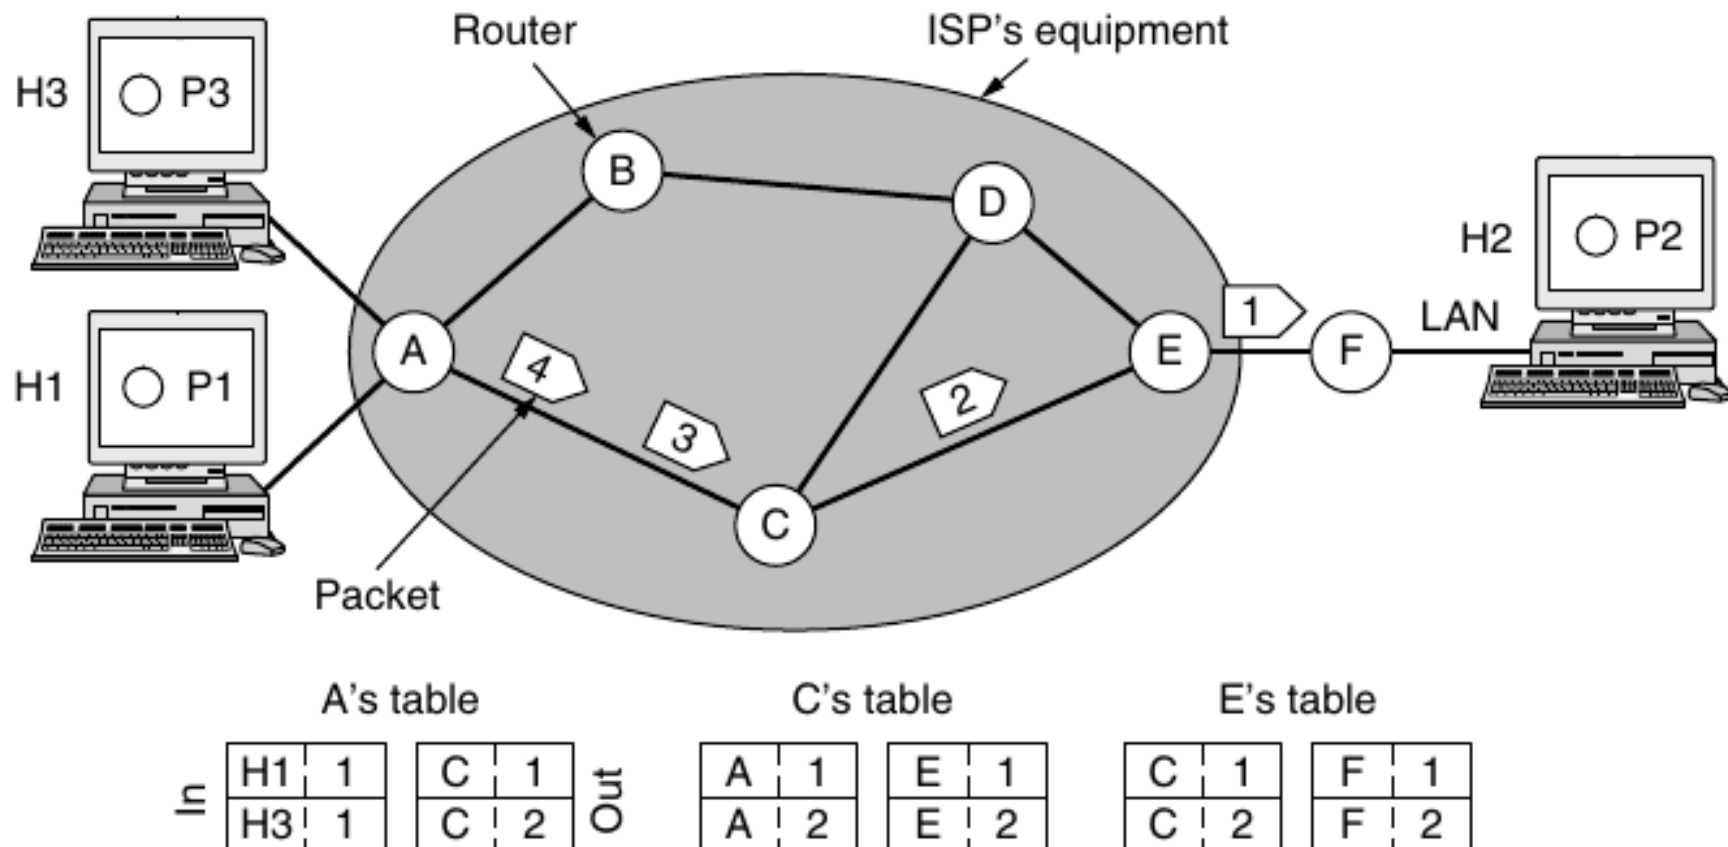 Router
ISP's equipment
H3
P3
B
D
H2
P2
1
LAN
A
E
F
H1
P1
4
3
2
C
Packet
A's table
C's table
E's table
In
H1 1
C 1
Out
A 1
E 1
C 1
F 1
H3 1
C 2
A 2
E 2
C 2
F 2